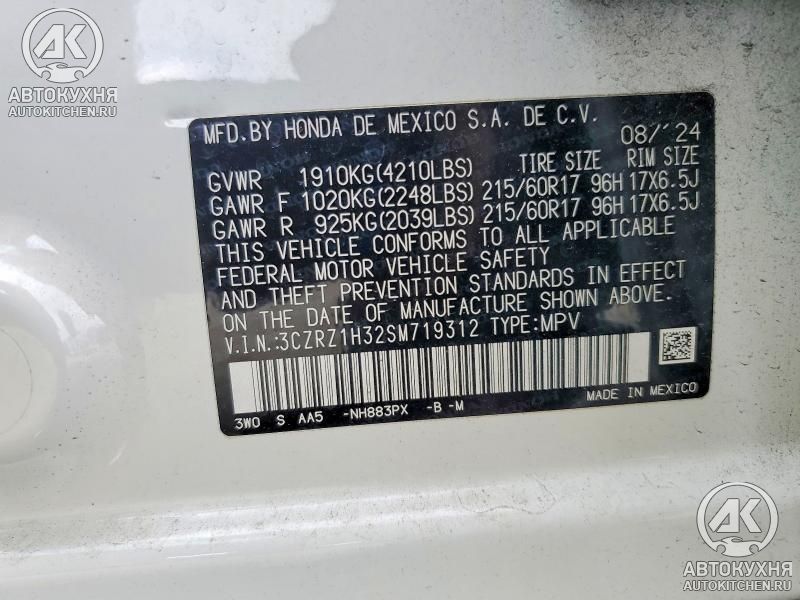 АК
АВТОКУХНЯ
AUTOKITCHEN.RU
MFD.BY HONDA DE MEXICO S.A. DE C.V.
08/'24
GVWR 1910KG(4210LBS) TIRE SIZE RIM SIZE
GAWR F 1020KG(2248LBS) 215/60R17 96H 17X6.5J
GAWR R 925KG(2039LBS) 215/60R17 96H 17X6.5J
THIS VEHICLE CONFORMS TO ALL APPLICABLE
FEDERAL MOTOR VEHICLE SAFETY
AND THEFT PREVENTION STANDARDS IN EFFECT
ON THE DATE OF MANUFACTURE SHOWN ABOVE.
V.I.N.:3CZRZ1H32SM719312 TYPE:MPV
MADE IN MEXICO
3W0 S AA5 -NH883PX -B -M
АК
АВТОКУХНЯ
AUTOKITCHEN.RU